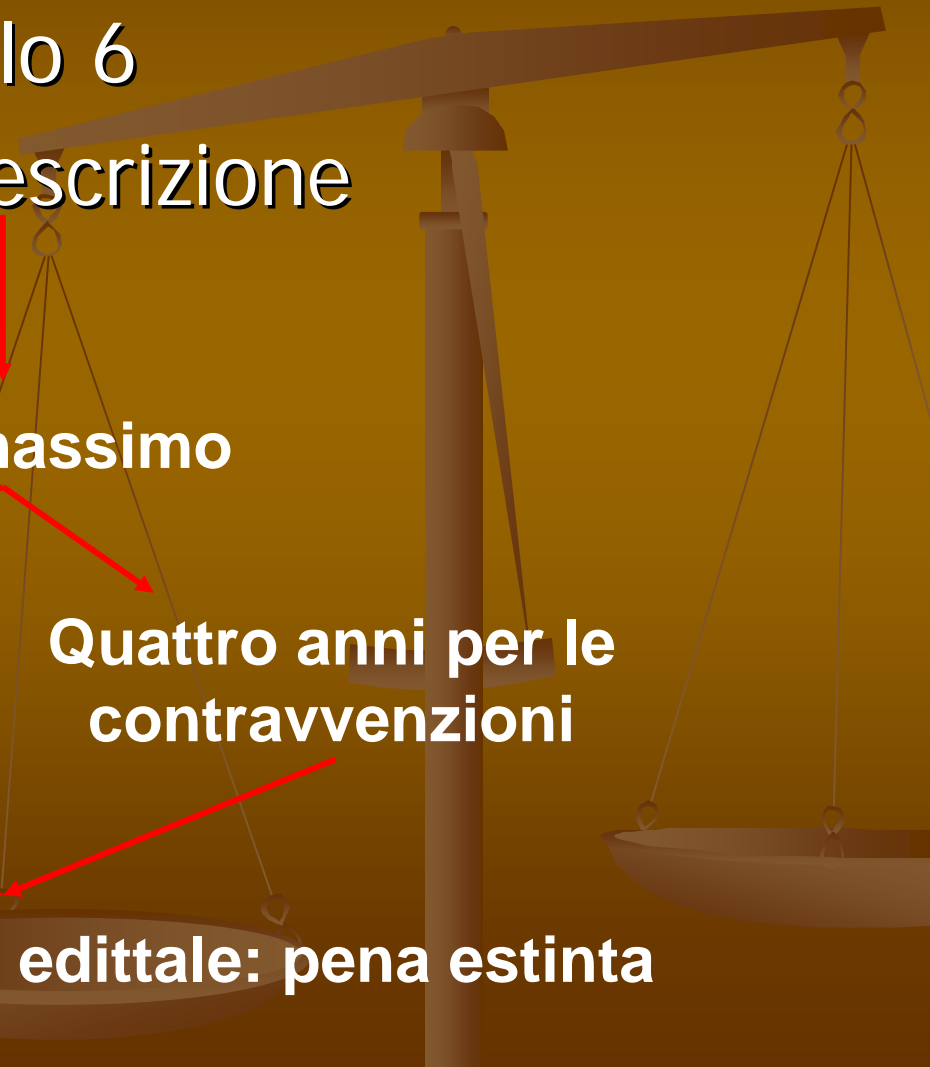 lo 6
escrizione
massimo
Quattro anni per le
contravvenzioni
edittale: pena estinta